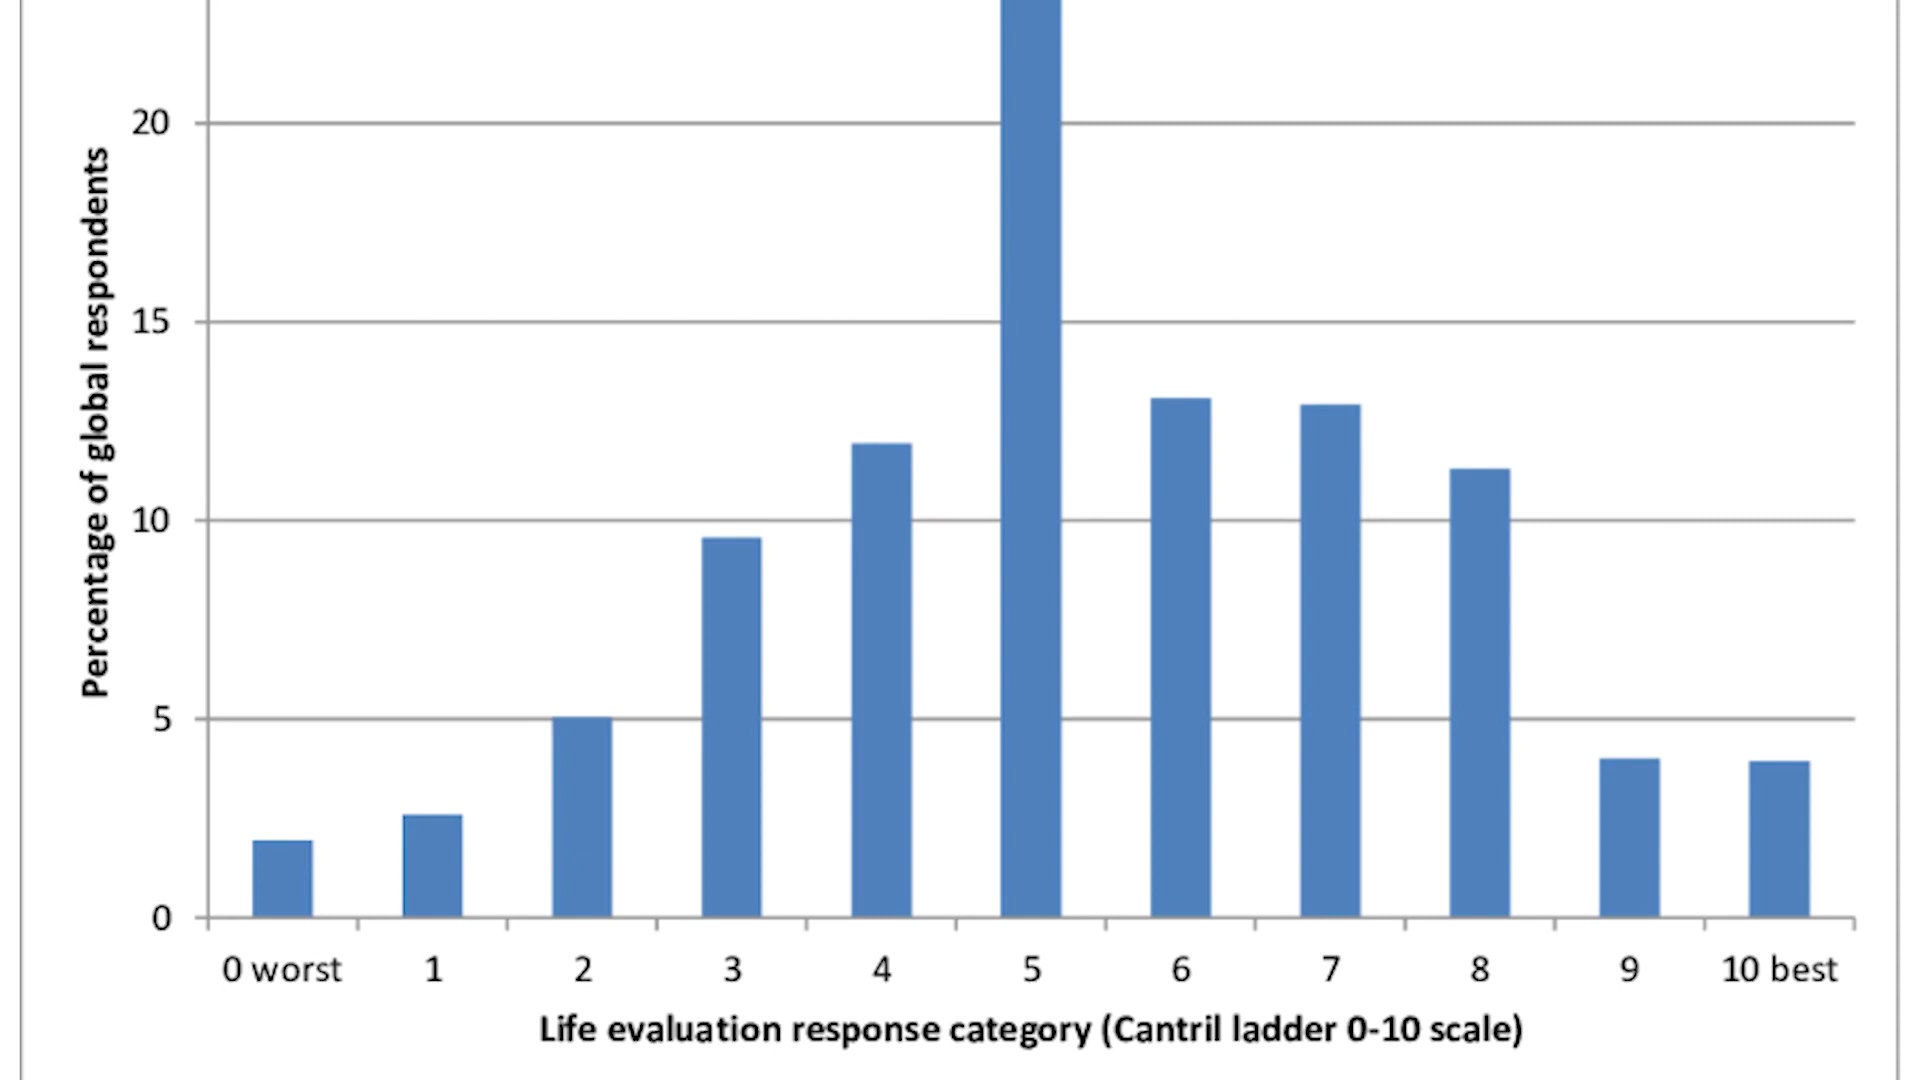 20
15
10
5
0
Percentage of global respondents
0 worst 1 2 3 4 5 6 7 8 9 10 best
Life evaluation response category (Cantril ladder 0-10 scale)